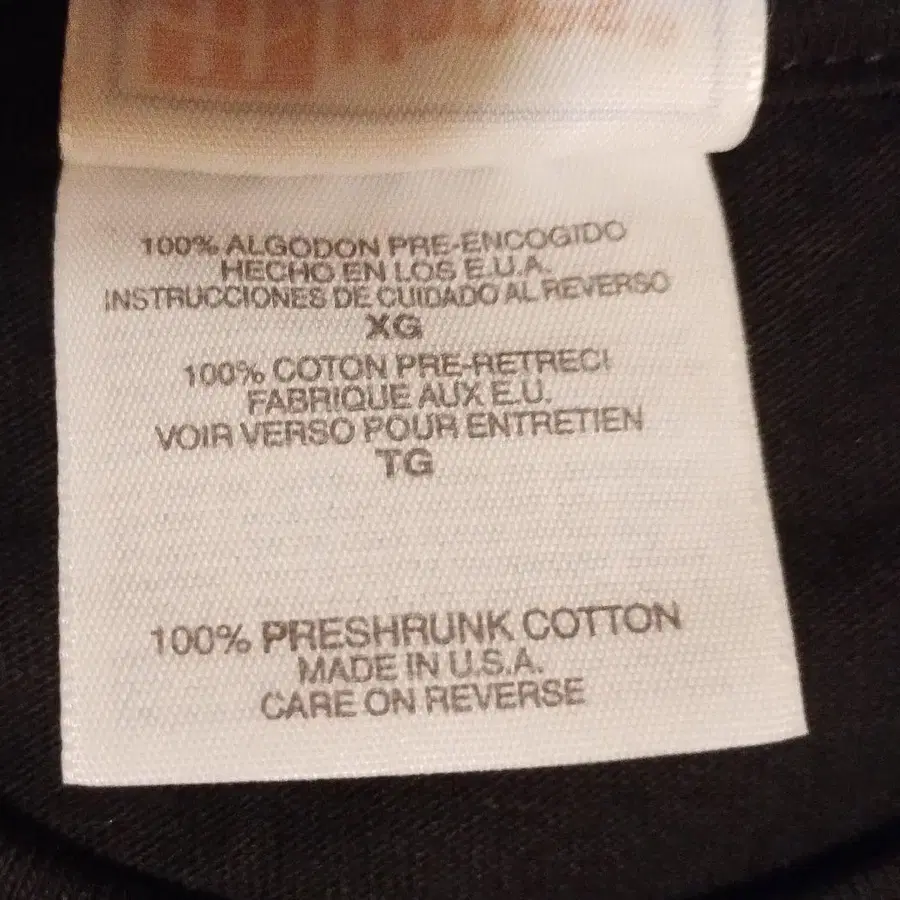 100% ALGODON PRE-ENCOGIDO
HECHO EN LOS E.U.A.
INSTRUCCIONES DE CUIDADO AL REVERSO
XG
100% COTON PRE-RETRECI
FABRIQUE AUX E.U.
VOIR VERSO POUR ENTRETIEN
TG
100% PRESHRUNK COTTON
MADE IN U.S.A.
CARE ON REVERSE